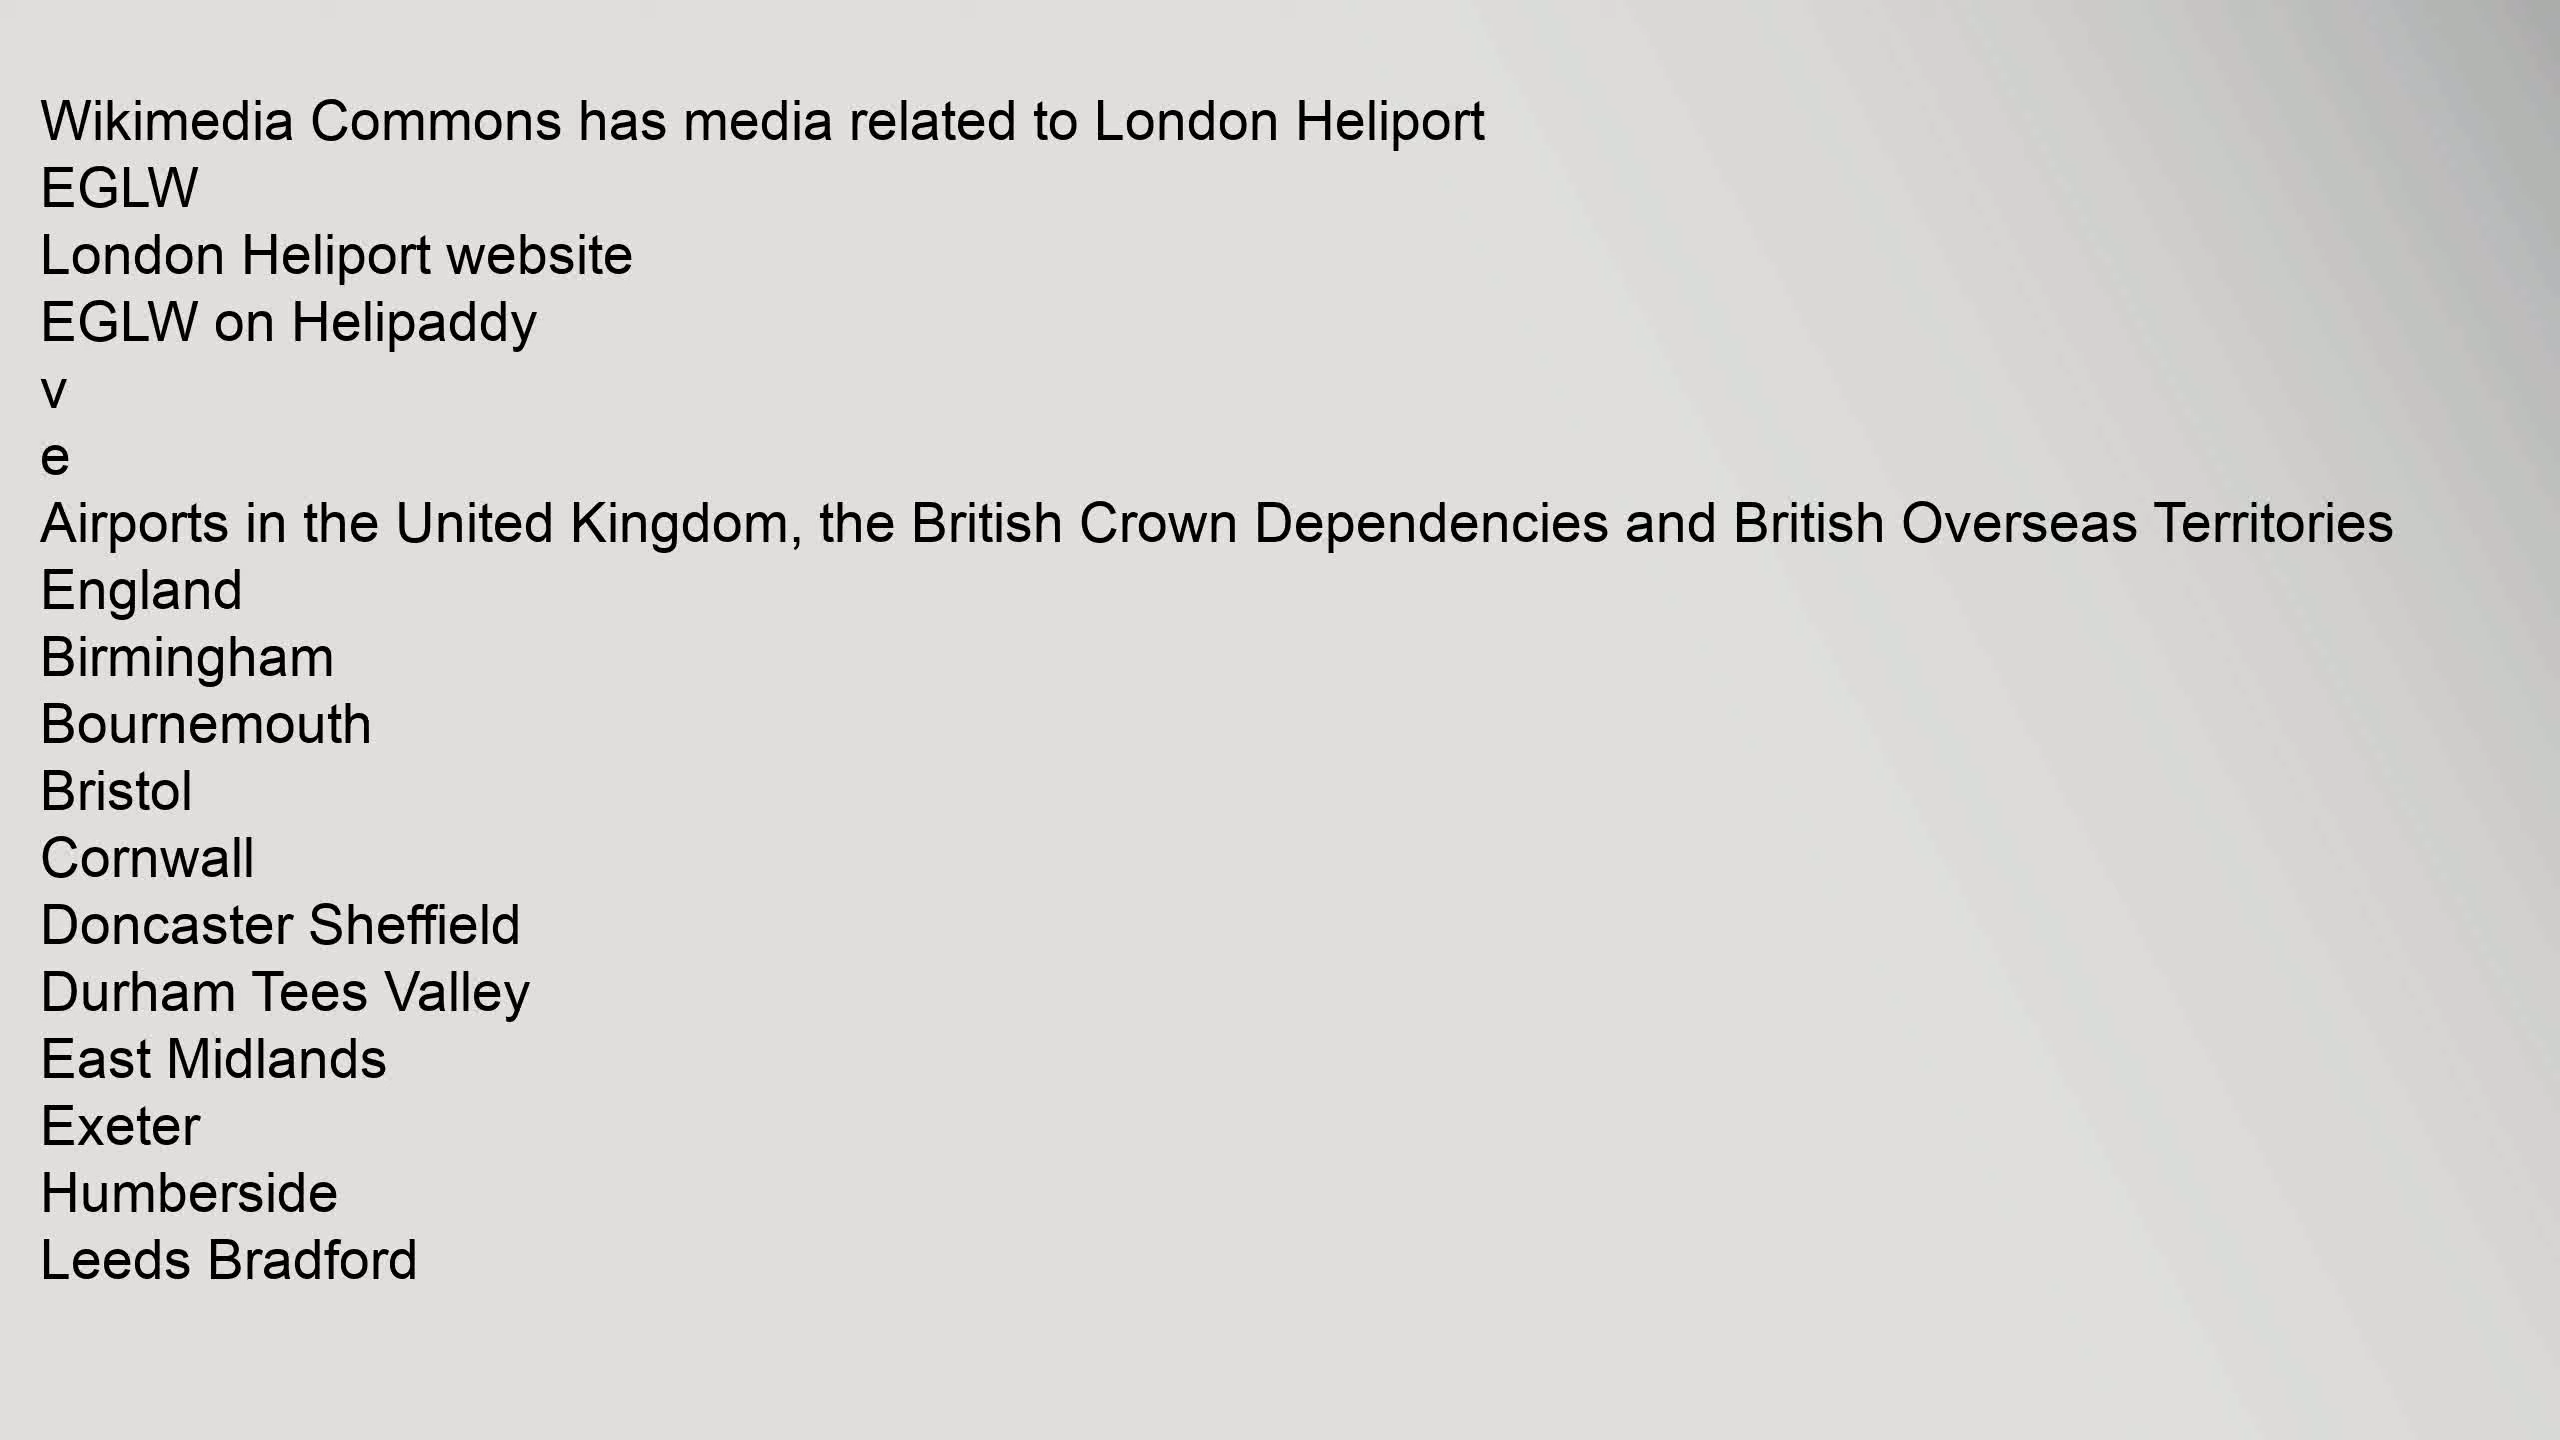 Wikimedia Commons has media related to London Heliport
EGLW
London Heliport website
EGLW on Helipaddy
v
e
Airports in the United Kingdom, the British Crown Dependencies and British Overseas Territories
England
Birmingham
Bournemouth
Bristol
Cornwall
Doncaster Sheffield
Durham Tees Valley
East Midlands
Exeter
Humberside
Leeds Bradford